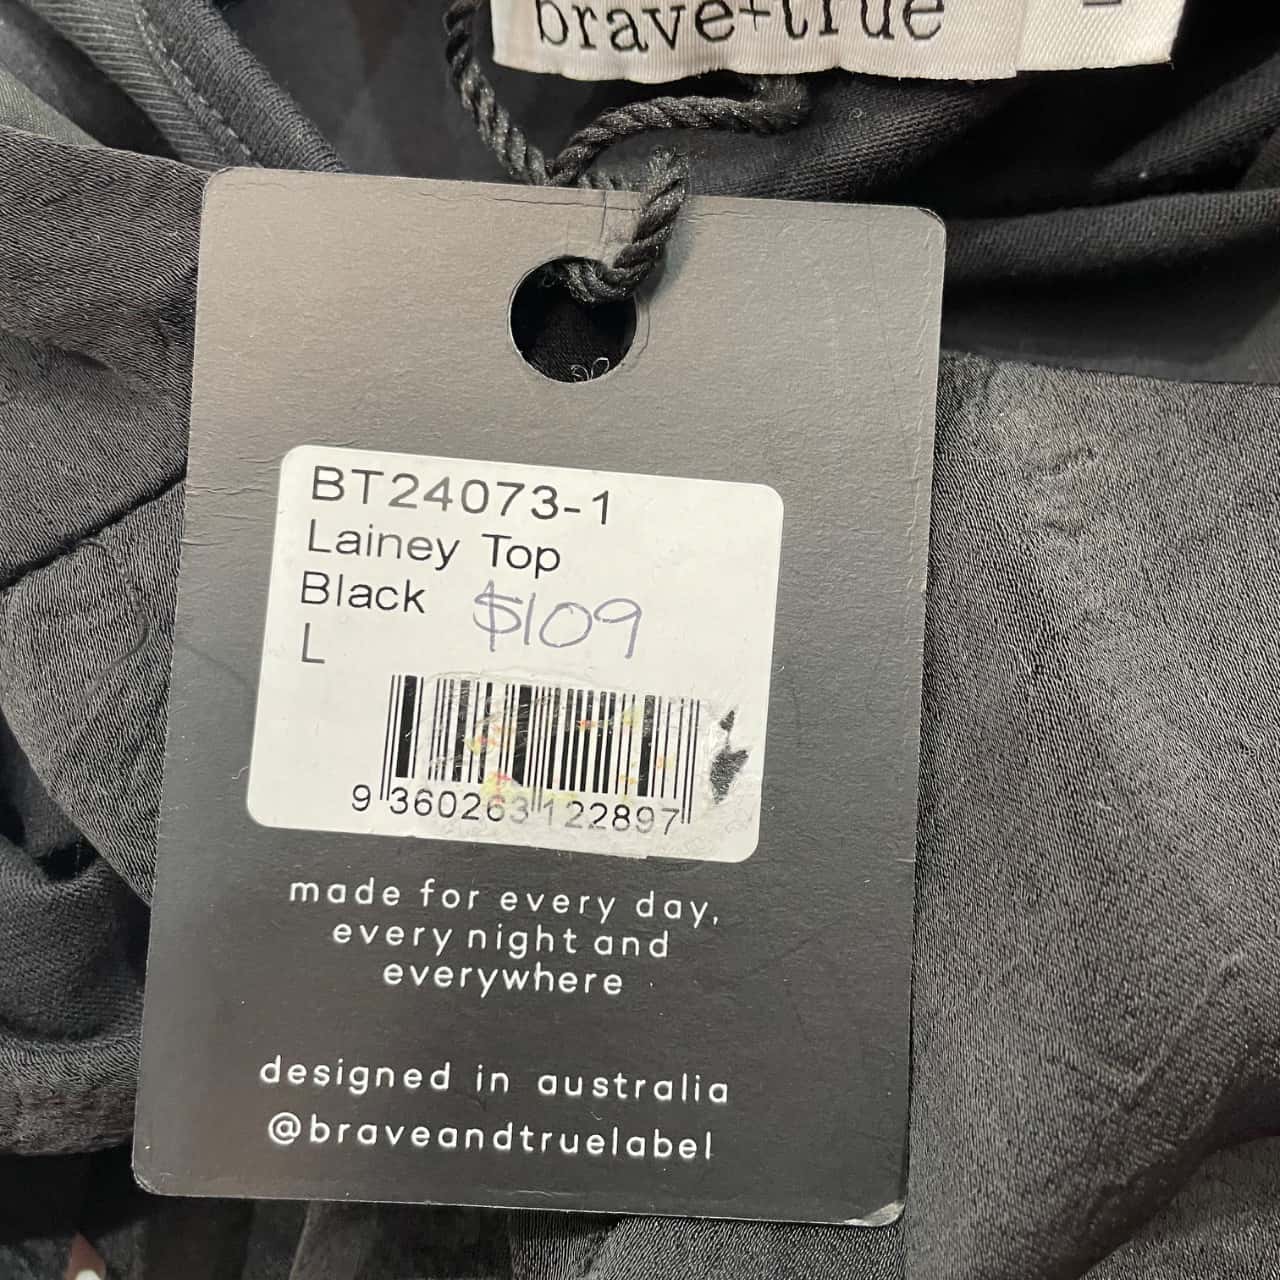 brave+true
BT24073-1
Lainey Top
Black $109
L
9 360263 122897
made for every day,
every night and
everywhere
designed in australia
@braveandtruelabel